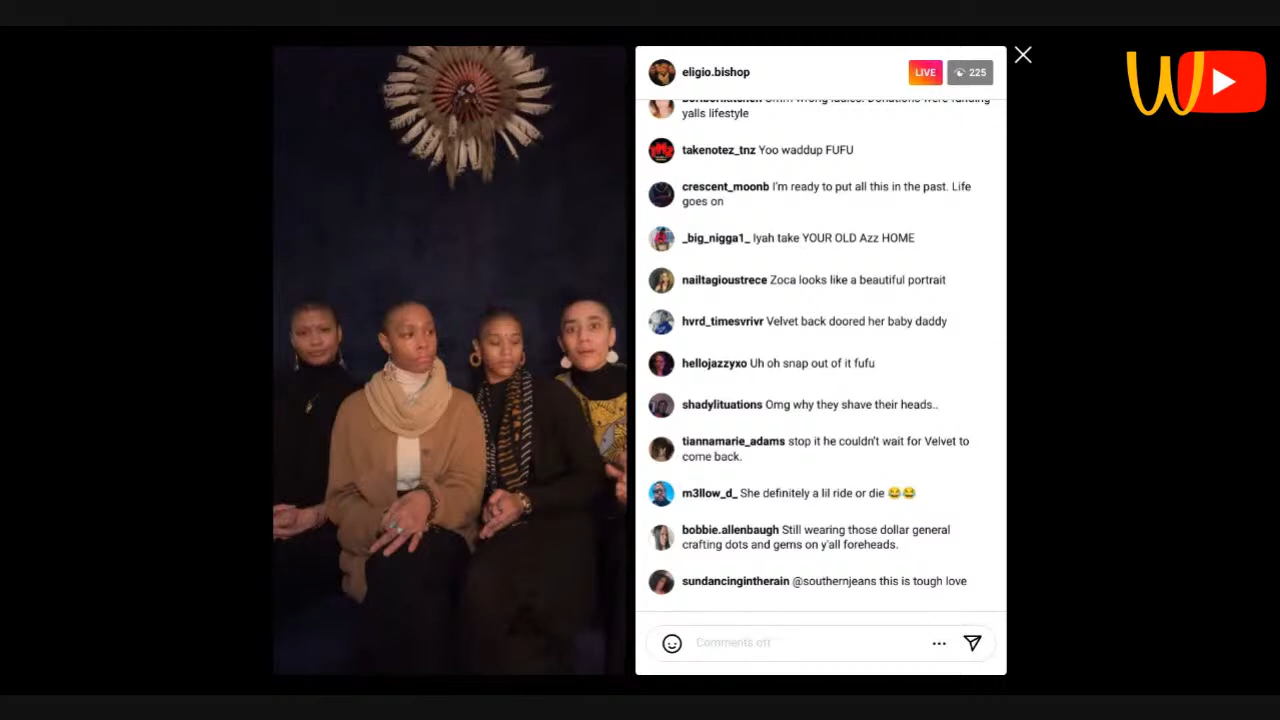 eligio.bishop
LIVE
225
yalls lifestyle
takenotez_tnz Yoo waddup FUFU
crescent_moonb I'm ready to put all this in the past. Life
goes on
_big_nigga1_ Iyah take YOUR OLD Azz HOME
nailtagioustrece Zoca looks like a beautiful portrait
hvrd_timesvrivr Velvet back doored her baby daddy
hellojazzyxo Uh oh snap out of it fufu
shadylituations Omg why they shave their heads..
tiannamarie_adams stop it he couldn't wait for Velvet to
come back.
m3llow_d_ She definitely a lil ride or die 😂😂
bobbie.allenbaugh Still wearing those dollar general
crafting dots and gems on y'all foreheads.
sundancingintherain @southernjeans this is tough love
Comments off
W